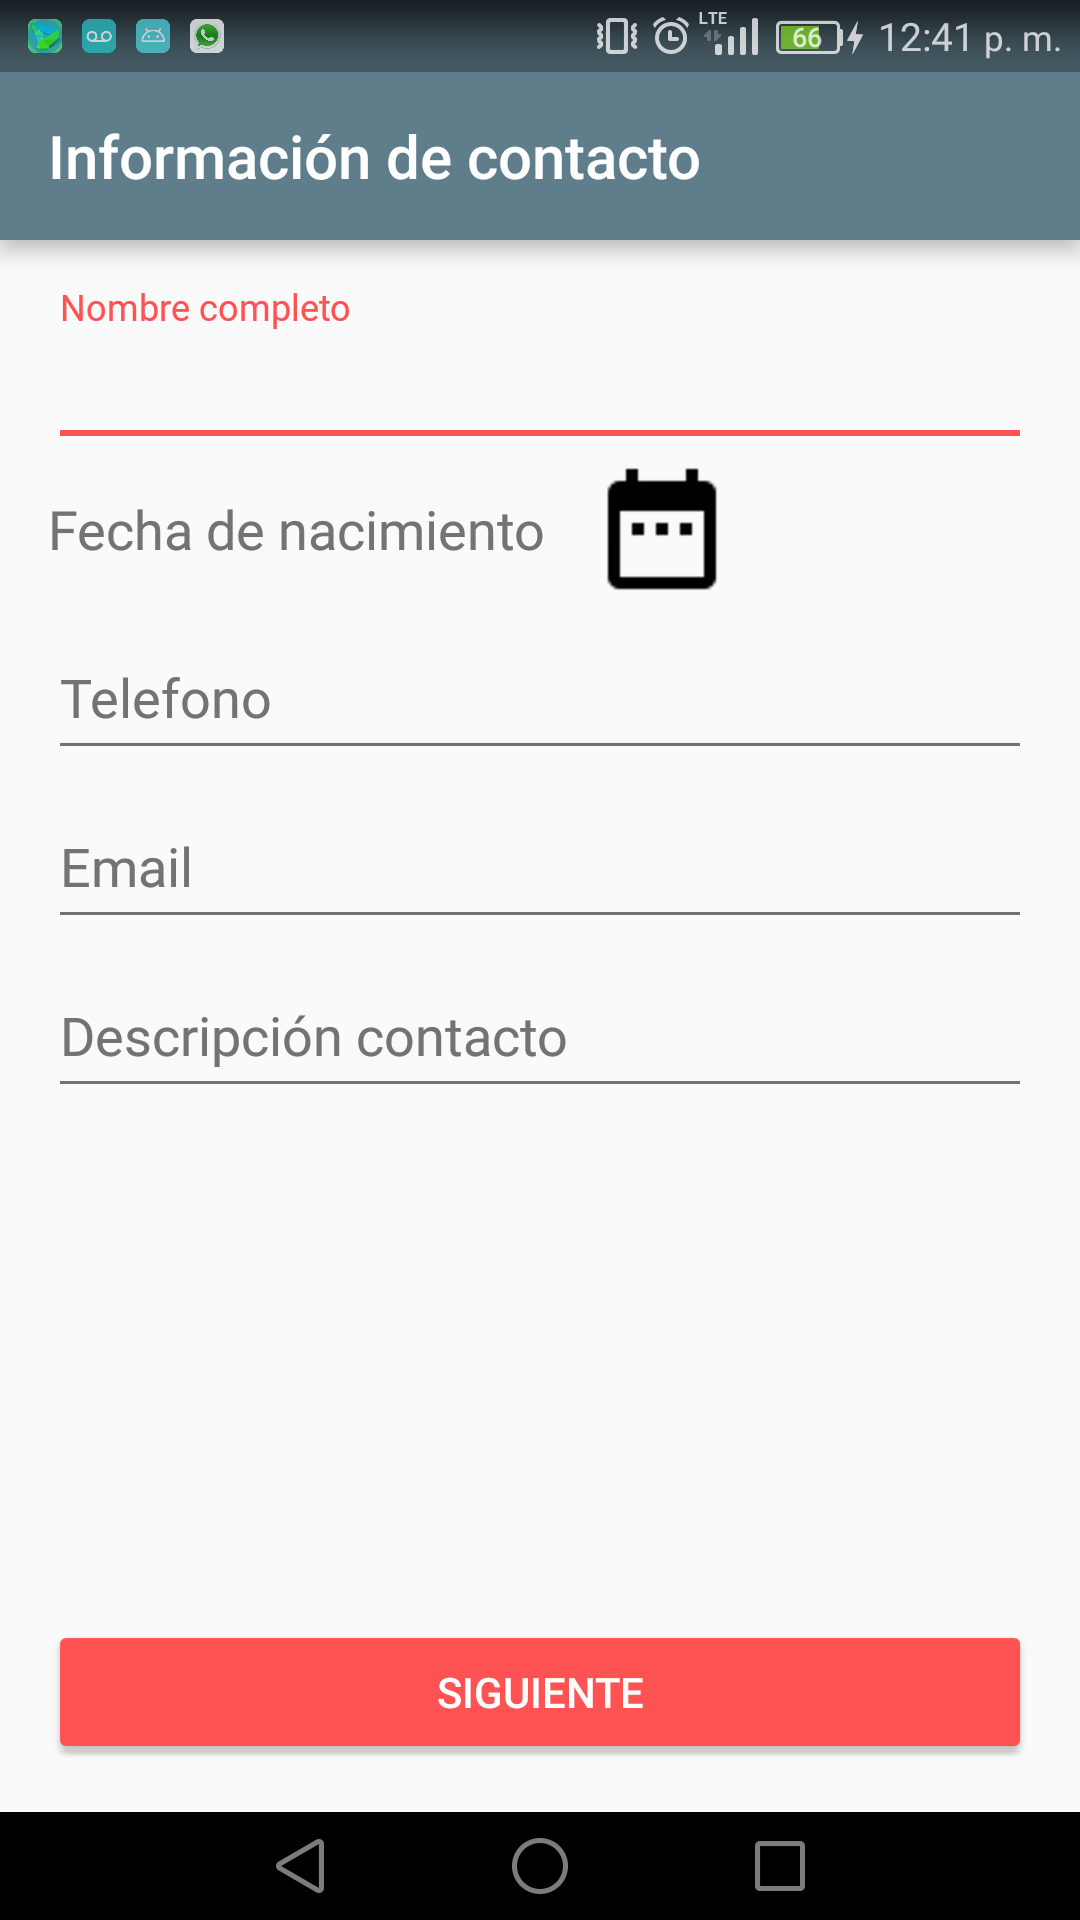 LTE
66
12:41 p. m.
Información de contacto
Nombre completo
Fecha de nacimiento
Telefono
Email
Descripción contacto
SIGUIENTE